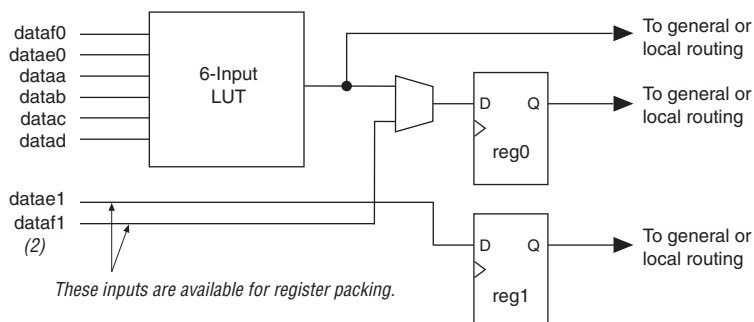 dataf0
datae0
dataa
datab
datac
datad
6-Input
LUT
To general or
local routing
D Q
reg0
To general or
local routing
datae1
dataf1
(2)
D Q
reg1
To general or
local routing
These inputs are available for register packing.